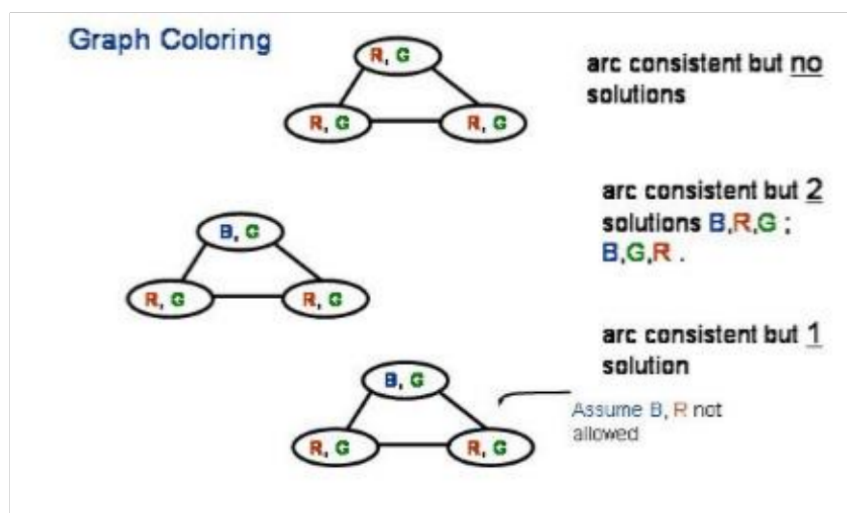 Graph Coloring
R, G
R, G
R, G
arc consistent but no
solutions
B, G
R, G
R, G
arc consistent but 2
solutions B,R,G ;
B,G,R .
B, G
R, G
R, G
arc consistent but 1
solution
Assume B, R not
allowed